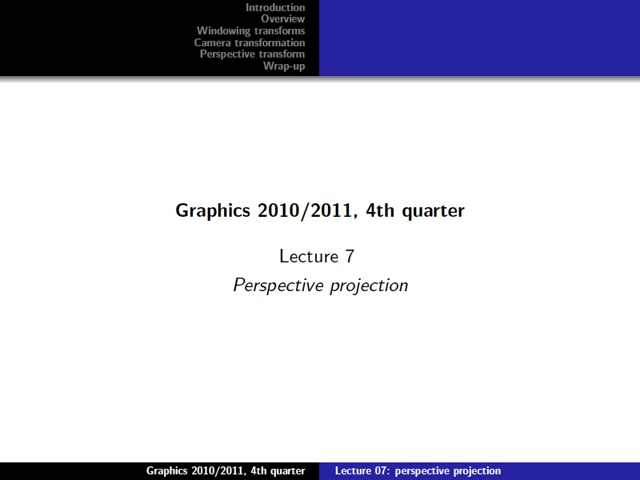 Introduction
Overview
Windowing transforms
Camera transformation
Perspective transform
Wrap-up
Graphics 2010/2011, 4th quarter
Lecture 7
Perspective projection
Graphics 2010/2011, 4th quarter
Lecture 07: perspective projection